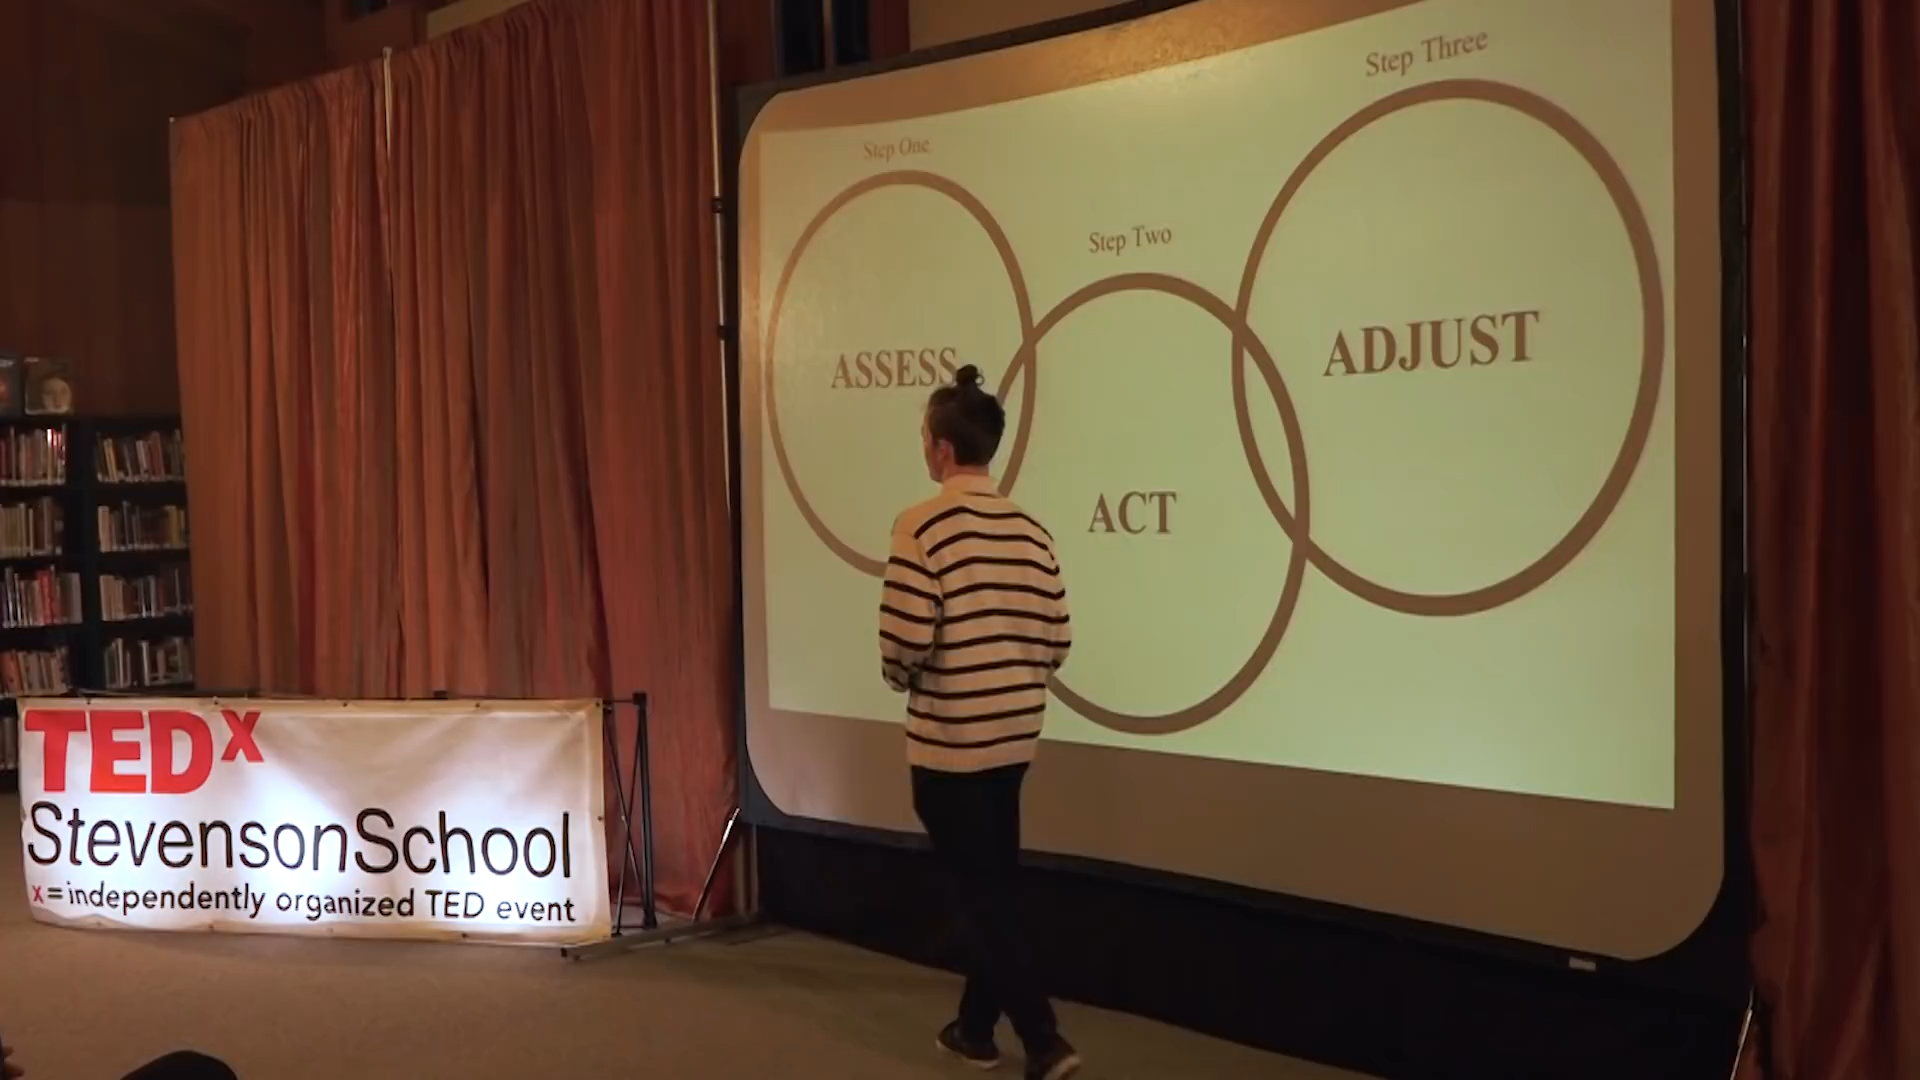 TEDx
StevensonSchool
x=independently organized TED event
Step One
ASSESS
Step Two
ACT
Step Three
ADJUST